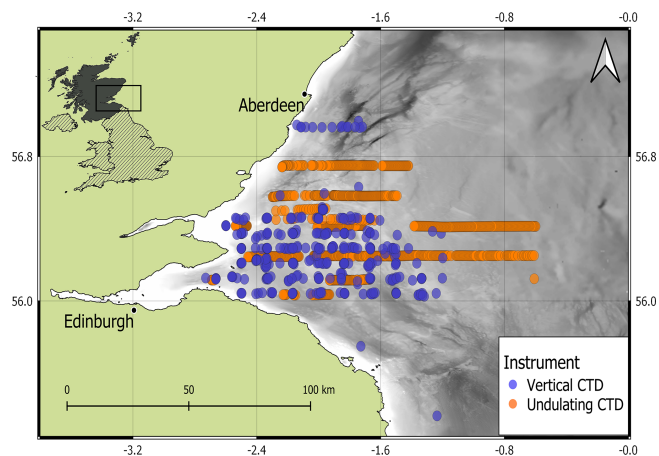 -3.2 -2.4 -1.6 -0.8 -0.0
Aberdeen
56.8 56.8
56.0 56.0
Edinburgh
Instrument
Vertical CTD
Undulating CTD
0 50 100 km
-3.2 -2.4 -1.6 -0.8 -0.0